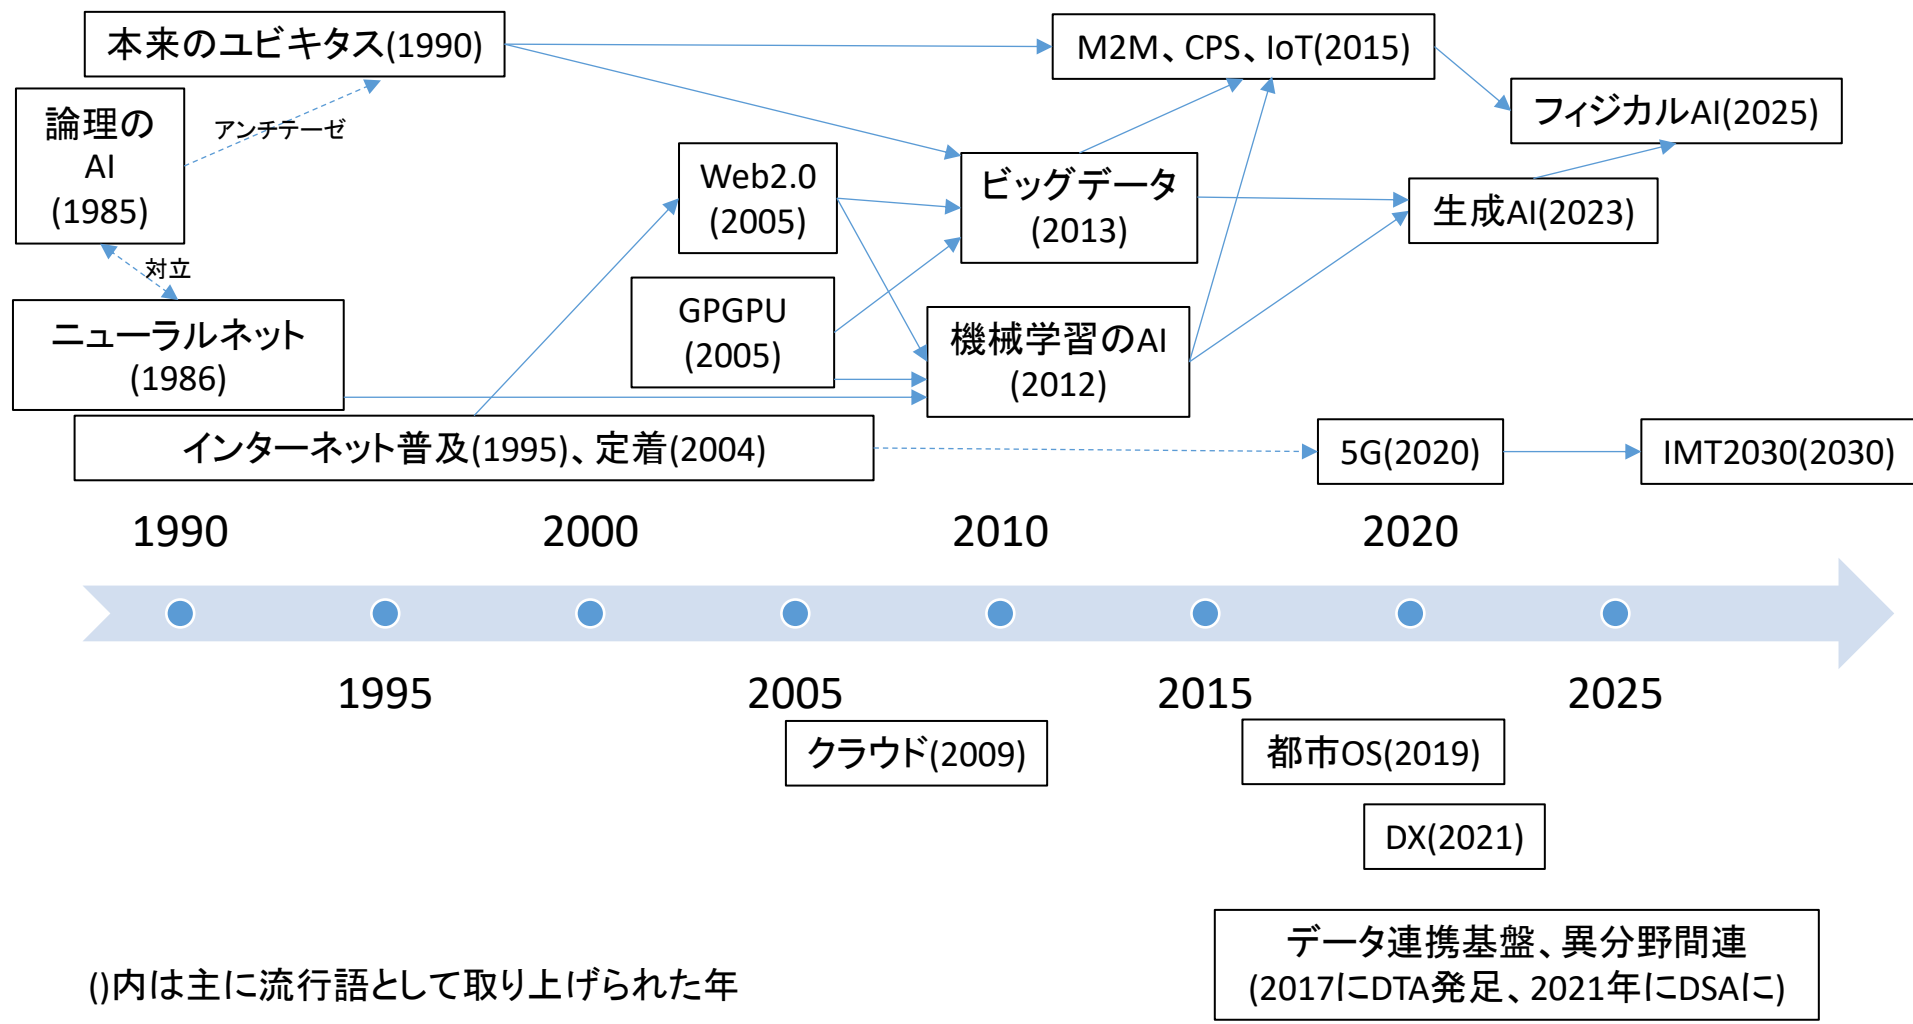 本来のユビキタス(1990)
M2M、CPS、IoT(2015)
論理の
AI
(1985)
アンチテーゼ
フィジカルAI(2025)
Web2.0
(2005)
ビッグデータ
(2013)
生成AI(2023)
対立
ニューラルネット
(1986)
GPGPU
(2005)
機械学習のAI
(2012)
インターネット普及(1995)、定着(2004)
5G(2020)
IMT2030(2030)
1990
2000
2010
2020
1995
2005
2015
2025
クラウド(2009)
都市OS(2019)
DX(2021)
データ連携基盤、異分野間連
(2017にDTA発足、2021年にDSAに)
()内は主に流行語として取り上げられた年